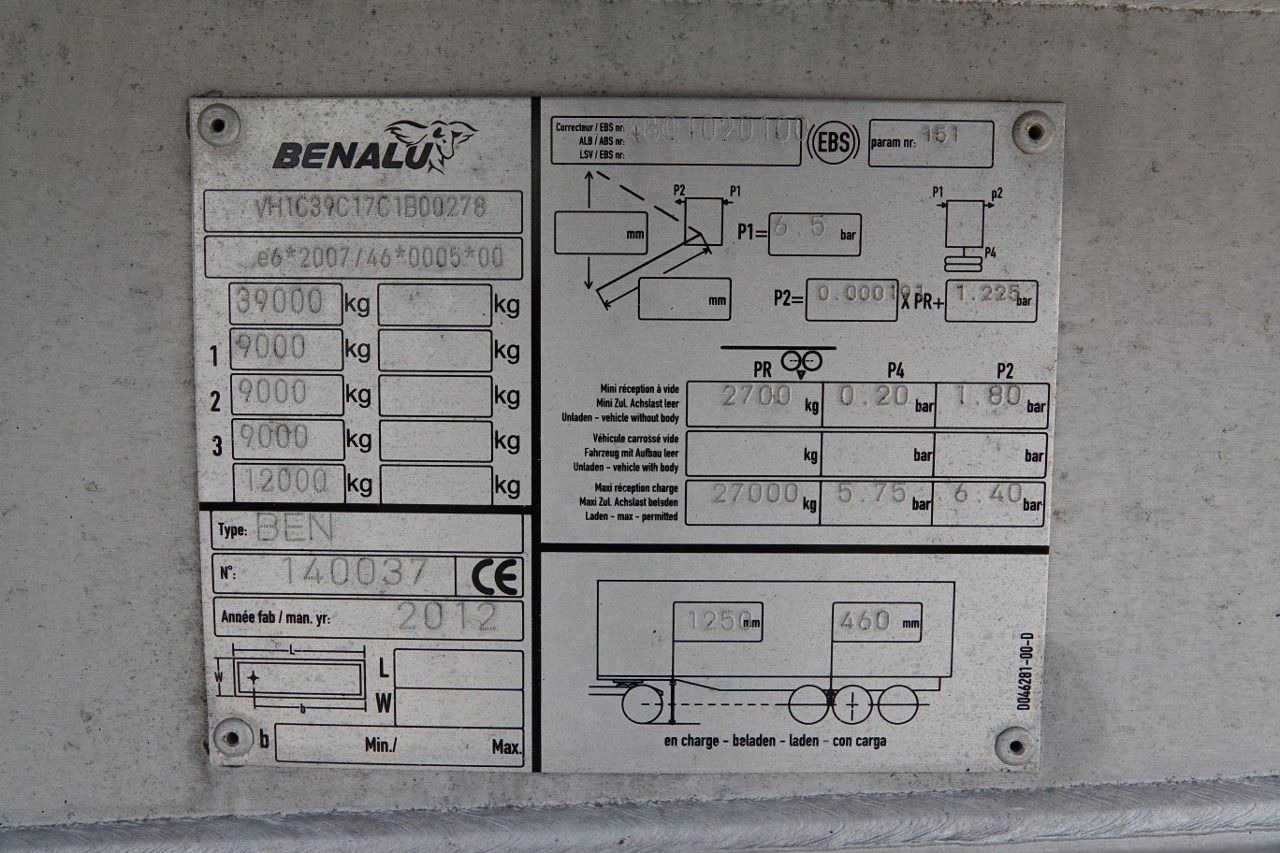 BENALU
VH1C39C17C1B00278
e6*2007/46*0005*00
39000 kg kg
1 9000 kg kg
2 9000 kg kg
3 9000 kg kg
12000 kg kg
Type: BEN
N°: 140037 CE
Année fab / man. yr: 2012
L
W
b
L
W
b Min./ Max.
Correcteur / EBS nr: 4801020100
ALB / ABS nr:
LSV / EBS nr:
EBS
param nr: 151
P2 P1
mm
mm
P1= 6.5 bar
P1 p2
P4
P2= 0.000191 X PR+ 1.225 bar
PR P4 P2
Mini réception à vide
Mini Zul. Achslast leer
Unladen - vehicle without body
2700 kg 0.20 bar 1.80 bar
Véhicule carrossé vide
Fahrzeug mit Aufbau leer
Unladen - vehicle with body
kg bar bar
Maxi réception charge
Maxi Zul. Achslast beladen
Laden - max - permitted
27000 kg 5.75 bar 6.40 bar
1250 mm 460 mm
en charge - beladen - laden - con carga
D046281-00-D